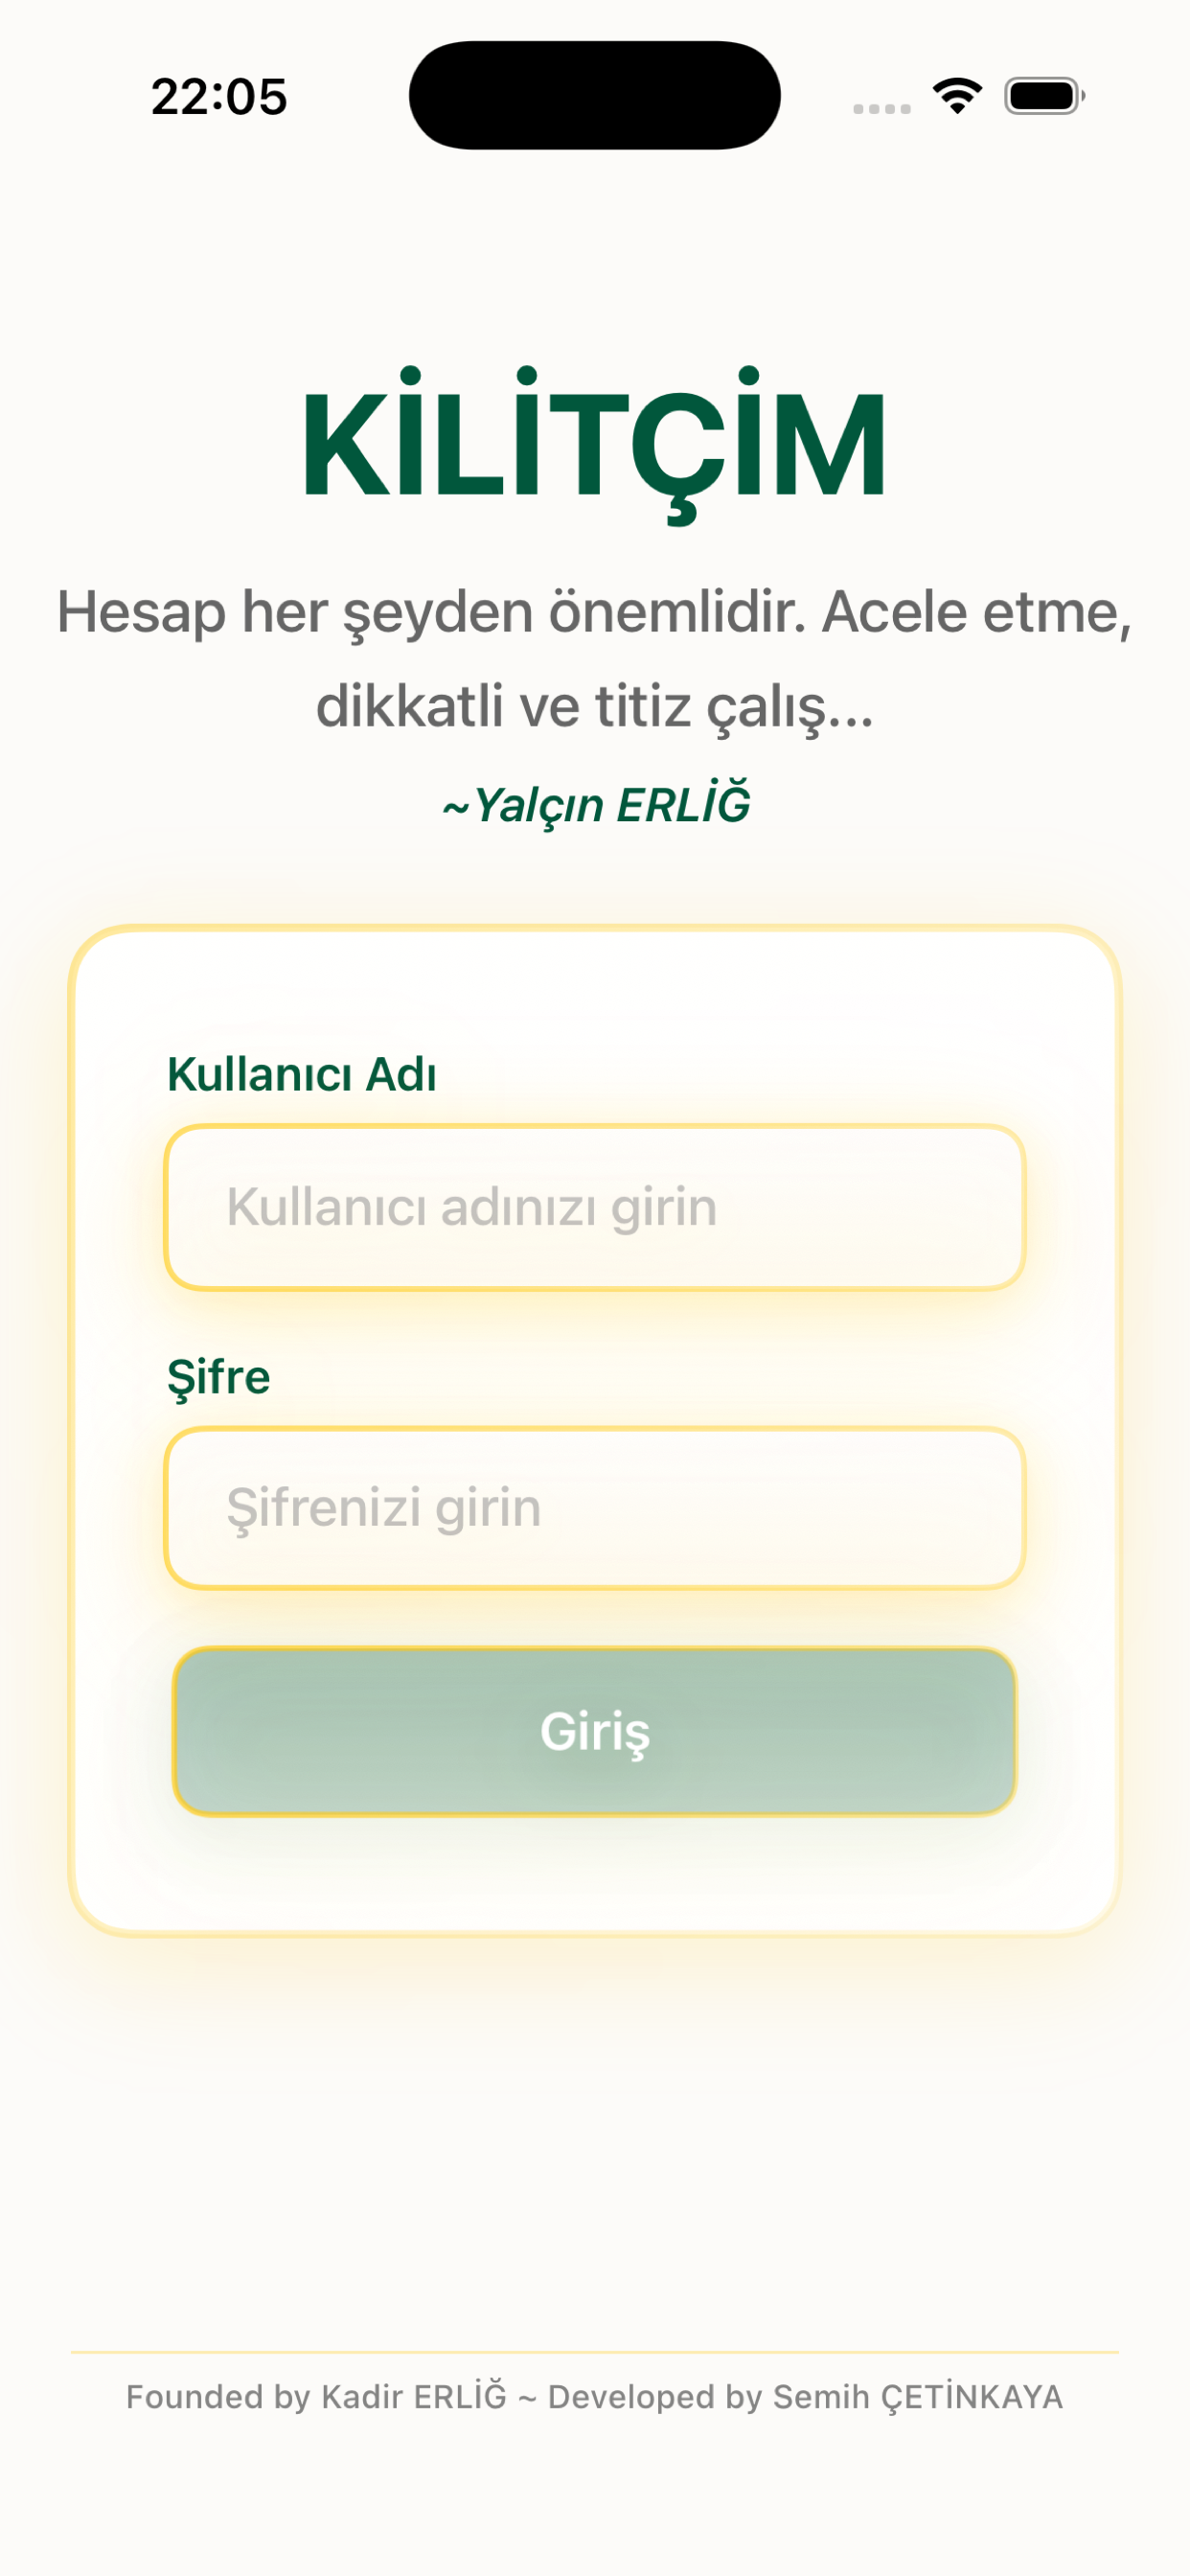 22:05
KİLİTÇİM
Hesap her şeyden önemlidir. Acele etme,
dikkatli ve titiz çalış...
~Yalçın ERLİĞ
Kullanıcı Adı
Kullanıcı adınızı girin
Şifre
Şifrenizi girin
Giriş
Founded by Kadir ERLİĞ ~ Developed by Semih ÇETİNKAYA